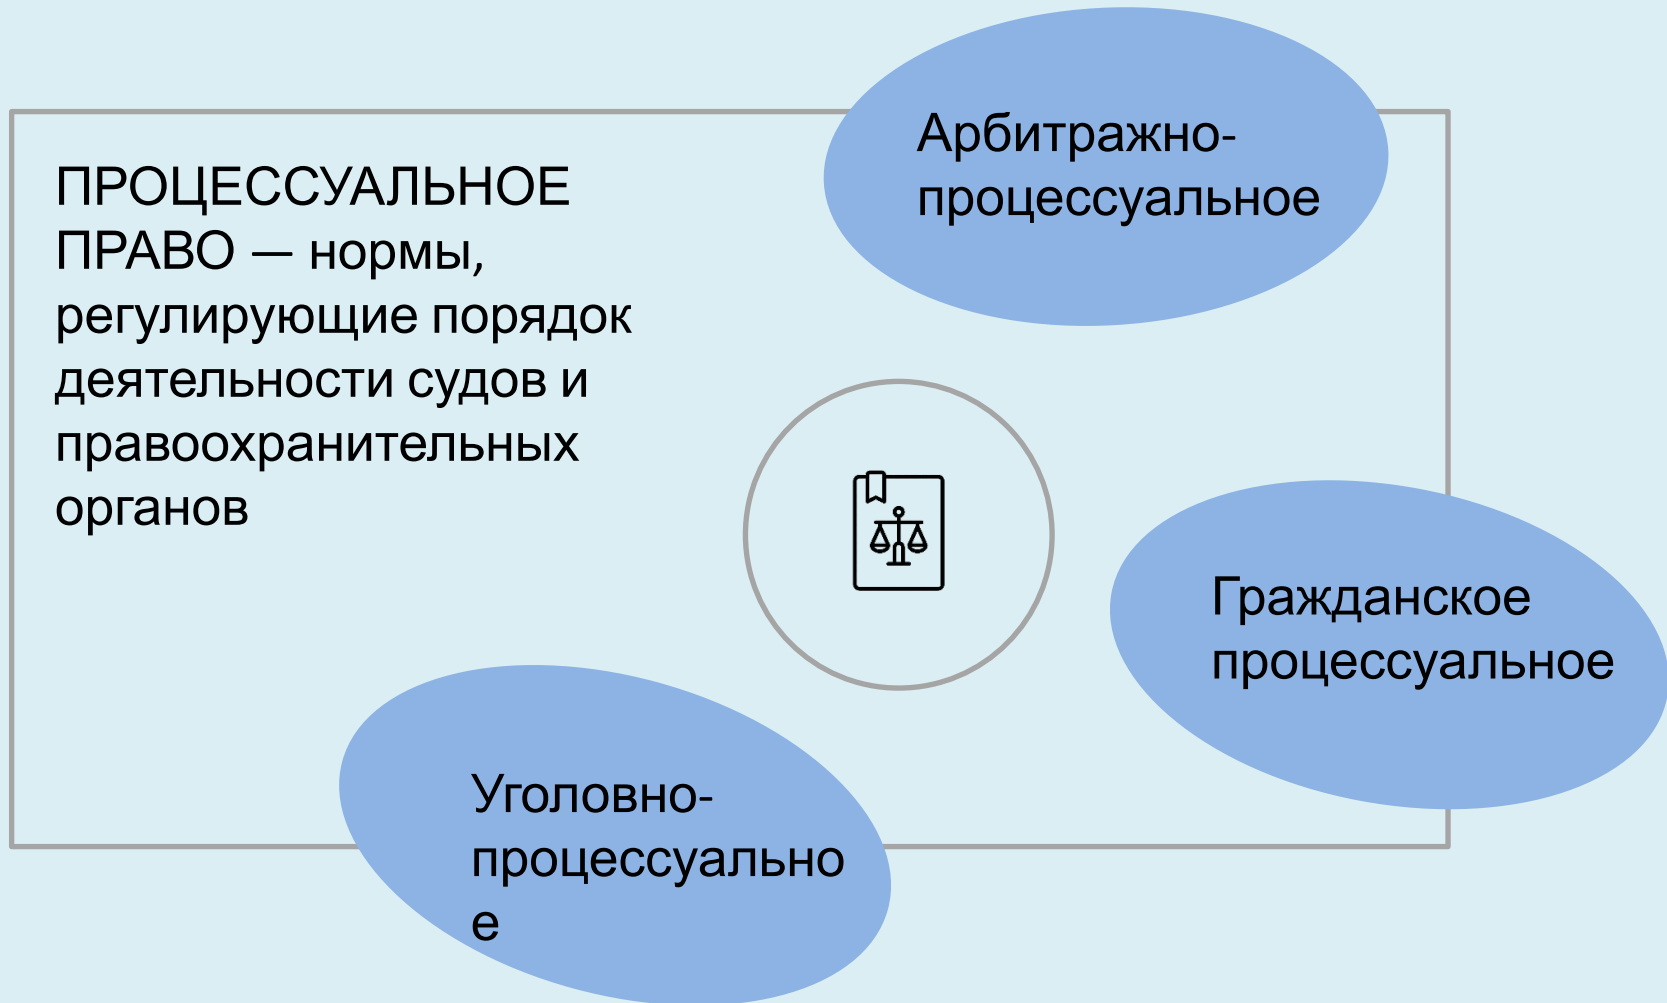 ПРОЦЕССУАЛЬНОЕ
ПРАВО — нормы,
регулирующие порядок
деятельности судов и
правоохранительных
органов
Арбитражно-
процессуальное
Гражданское
процессуальное
Уголовно-
процессуально
е